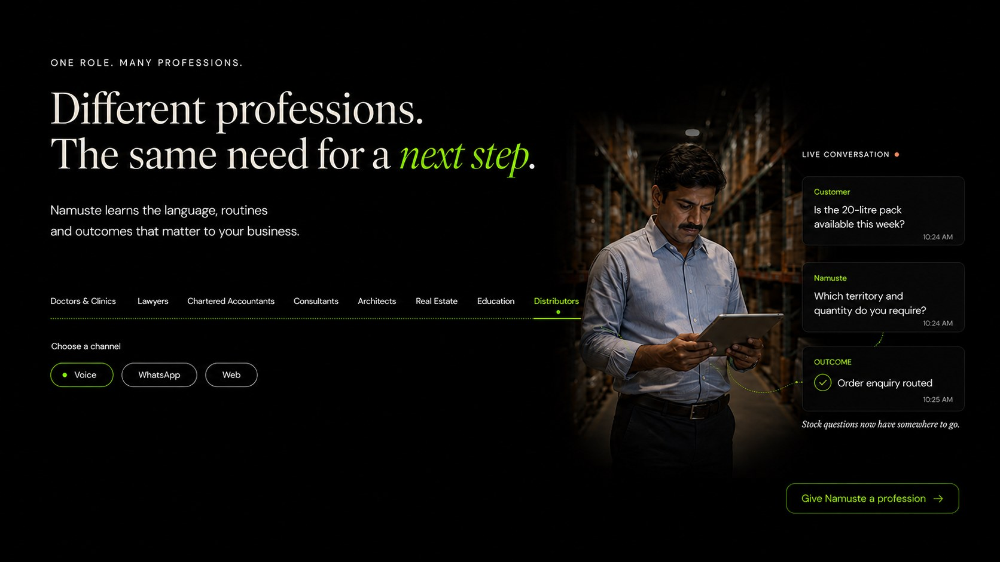 ONE ROLE. MANY PROFESSIONS.
Different professions.
The same need for a next step.
Namuste learns the language, routines
and outcomes that matter to your business.
Doctors & Clinics
Lawyers
Chartered Accountants
Consultants
Architects
Real Estate
Education
Distributors
Choose a channel
Voice
WhatsApp
Web
LIVE CONVERSATION
Customer
Is the 20-litre pack
available this week?
10:24 AM
Namuste
Which territory and
quantity do you require?
10:24 AM
OUTCOME
Order enquiry routed
10:25 AM
Stock questions now have somewhere to go.
Give Namuste a profession →